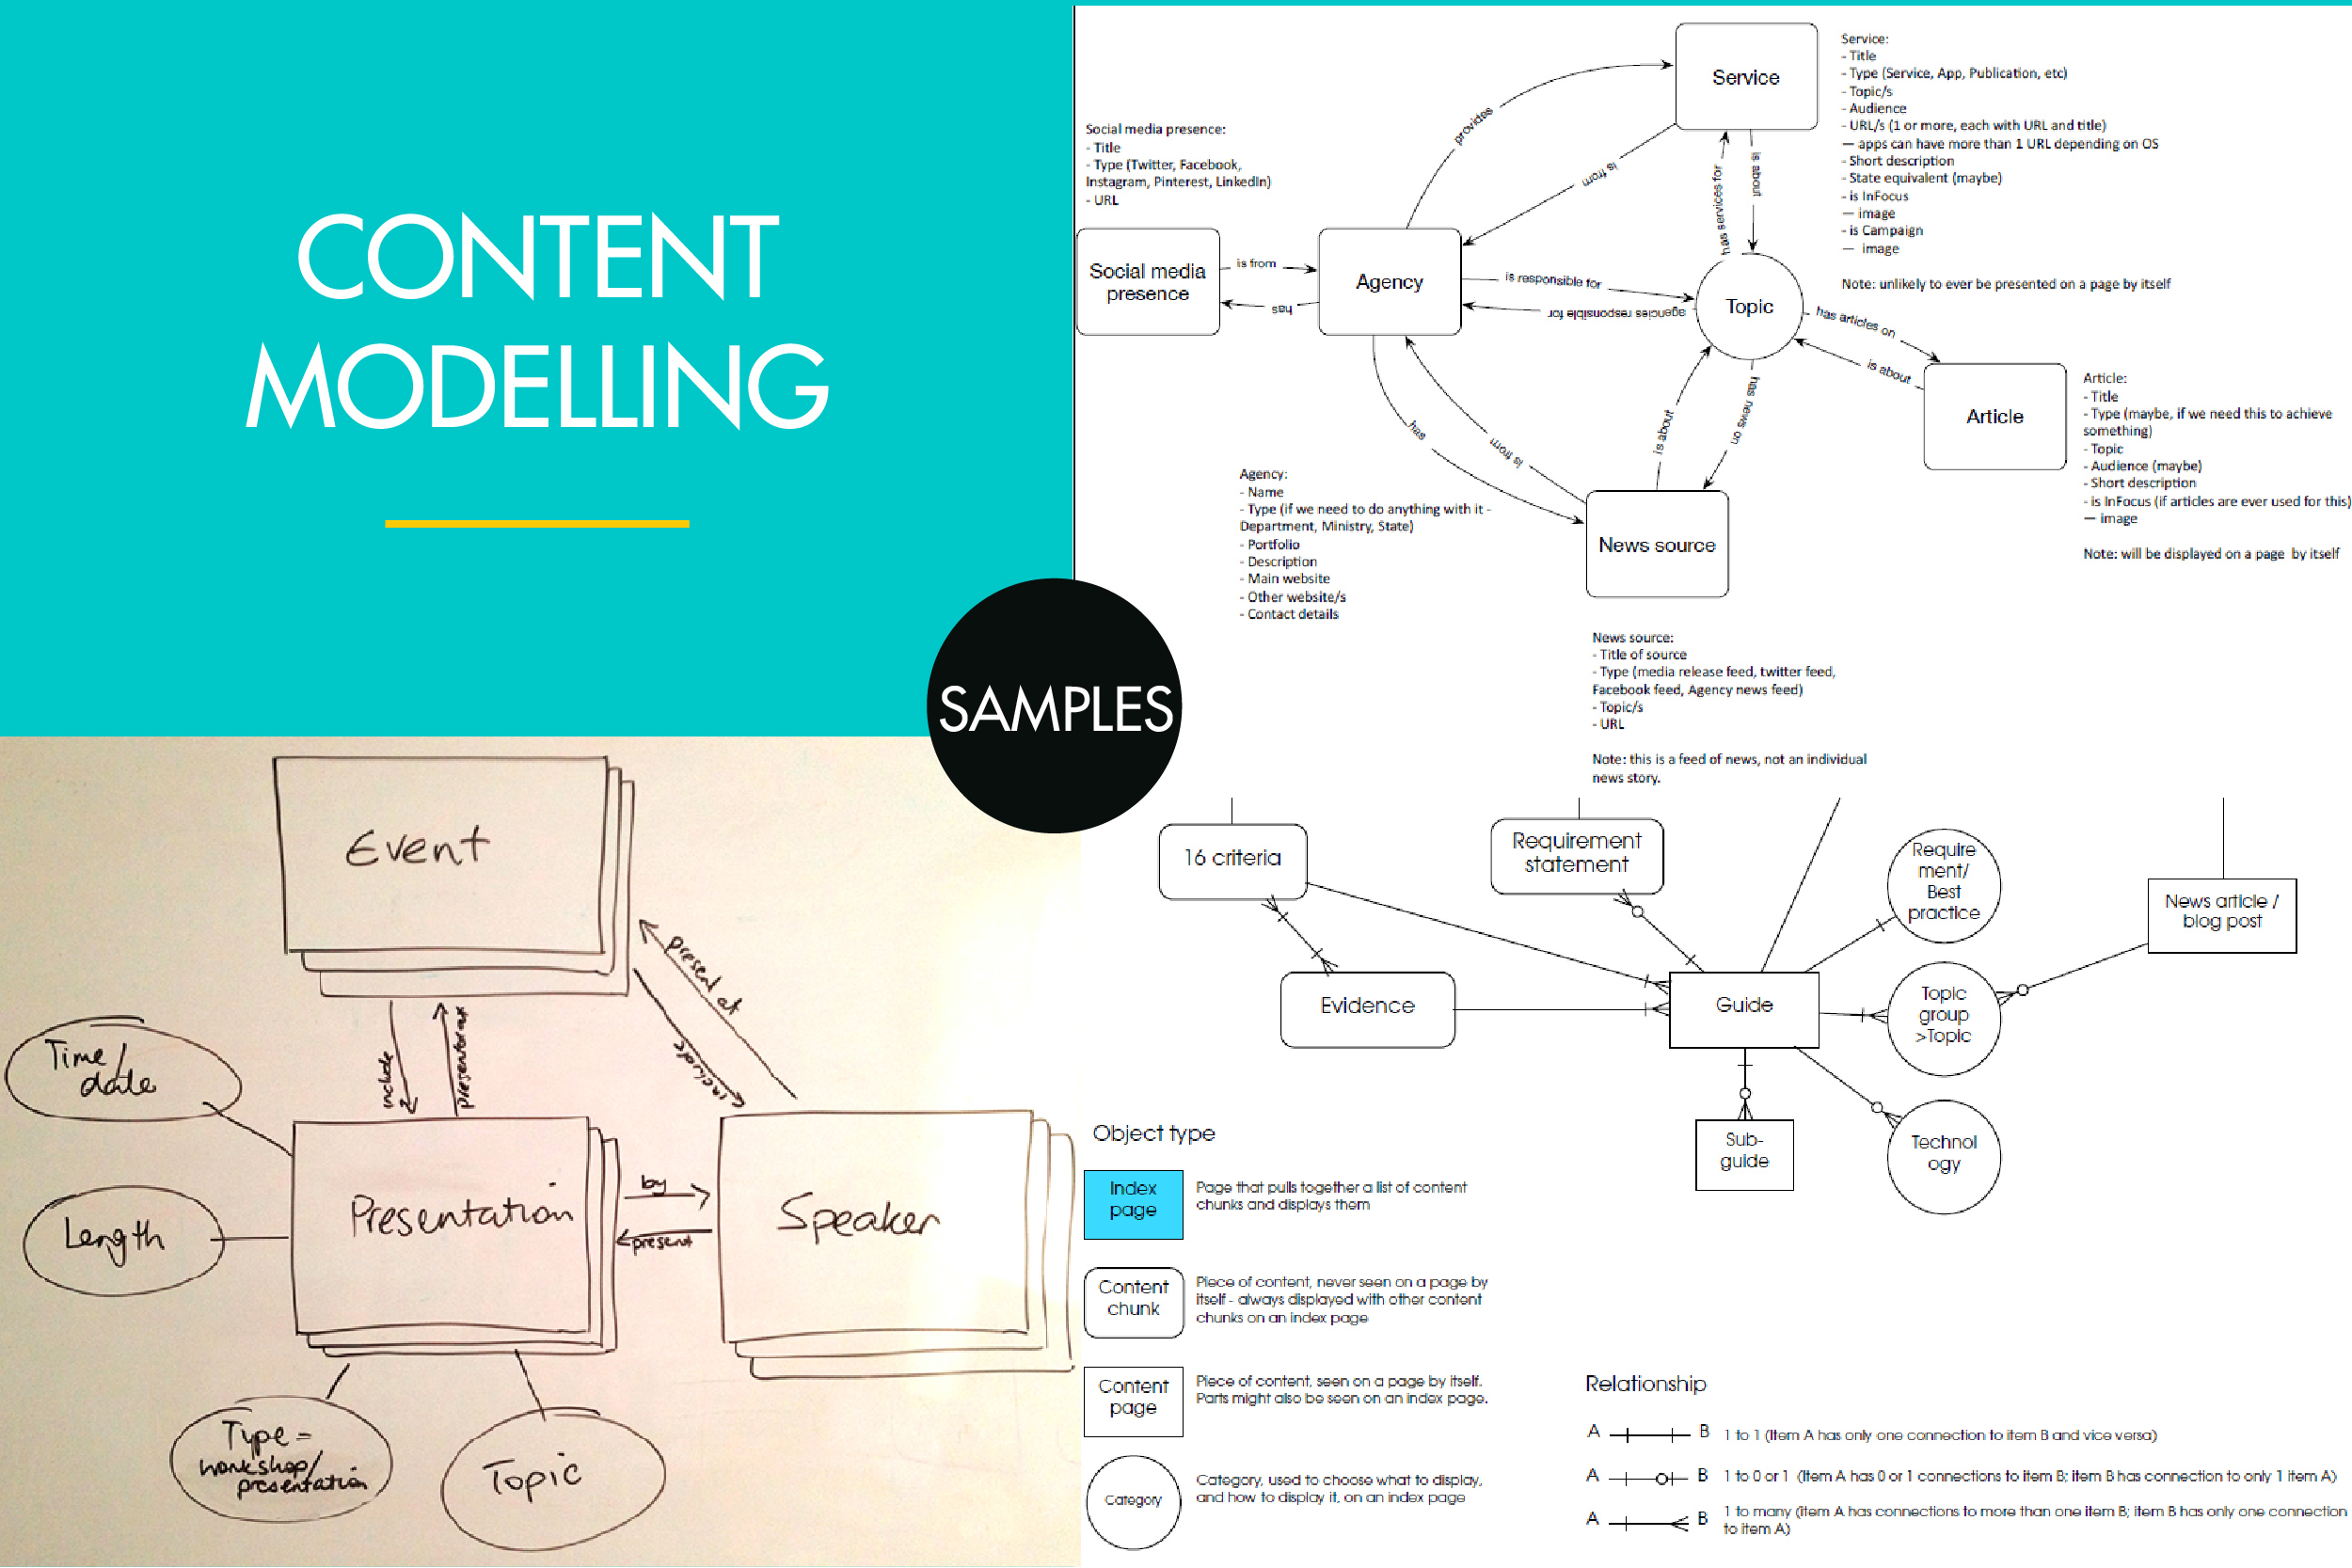 CONTENT
MODELLING
SAMPLES
Service
Service:
- Title
- Type (Service, App, Publication, etc)
- Topic/s
- Audience
- URL/s (1 or more, each with URL and title)
— apps can have more than 1 URL depending on OS
- Short description
- State equivalent (maybe)
- is InFocus
— image
- is Campaign
— image
Note: unlikely to ever be presented on a page by itself
Social media presence:
- Title
- Type (Twitter, Facebook,
Instagram, Pinterest, LinkedIn)
- URL
provides
is from
has services for
is about
Social media
presence
is from
has
Agency
is responsible for
agencies responsible for
Topic
has articles on
is about
Article
Article:
- Title
- Type (maybe, if we need this to achieve
something)
- Topic
- Audience (maybe)
- Short description
- is InFocus (if articles are ever used for this)
— image
Note: will be displayed on a page by itself
has
is from
is about
has news on
News source
Agency:
- Name
- Type (if we need to do anything with it -
Department, Ministry, State)
- Portfolio
- Description
- Main website
- Other website/s
- Contact details
News source:
- Title of source
- Type (media release feed, twitter feed,
Facebook feed, Agency news feed)
- Topic/s
- URL
Note: this is a feed of news, not an individual
news story.
Event
present at
include
include
present at
Time/
date
Length
Presentation
by
present
Speaker
Type =
workshop/
presentation
Topic
16 criteria
Requirement
statement
Require
ment/
Best
practice
News article /
blog post
Evidence
Guide
Topic
group
>Topic
Sub-
guide
Technol
ogy
Object type
Index
page
Page that pulls together a list of content
chunks and displays them
Content
chunk
Piece of content, never seen on a page by
itself - always displayed with other content
chunks on an index page
Content
page
Piece of content, seen on a page by itself.
Parts might also be seen on an index page.
Category
Category, used to choose what to display,
and how to display it, on an index page
Relationship
A B 1 to 1 (Item A has only one connection to item B and vice versa)
A B 1 to 0 or 1 (Item A has 0 or 1 connections to item B; item B has connection to only 1 item A)
A B 1 to many (item A has connections to more than one item B; item B has only one connection
to item A)